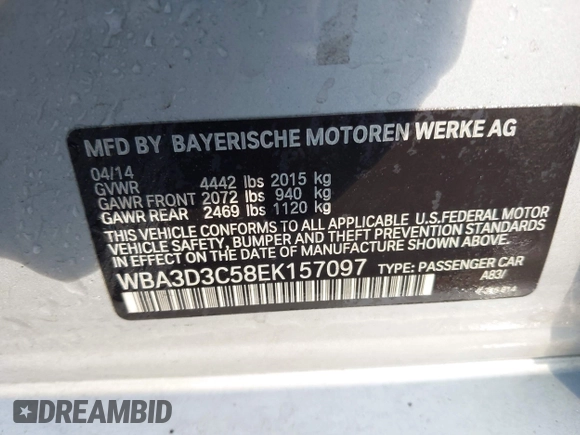 MFD BY BAYERISCHE MOTOREN WERKE AG
04/14
GVWR 4442 lbs 2015 kg
GAWR FRONT 2072 lbs 940 kg
GAWR REAR 2469 lbs 1120 kg
THIS VEHICLE CONFORMS TO ALL APPLICABLE U.S.FEDERAL MOTOR
VEHICLE SAFETY, BUMPER AND THEFT PREVENTION STANDARDS
IN EFFECT ON THE DATE OF MANUFACTURE SHOWN ABOVE.
WBA3D3C58EK157097 TYPE: PASSENGER CAR
A83/
DREAMBID